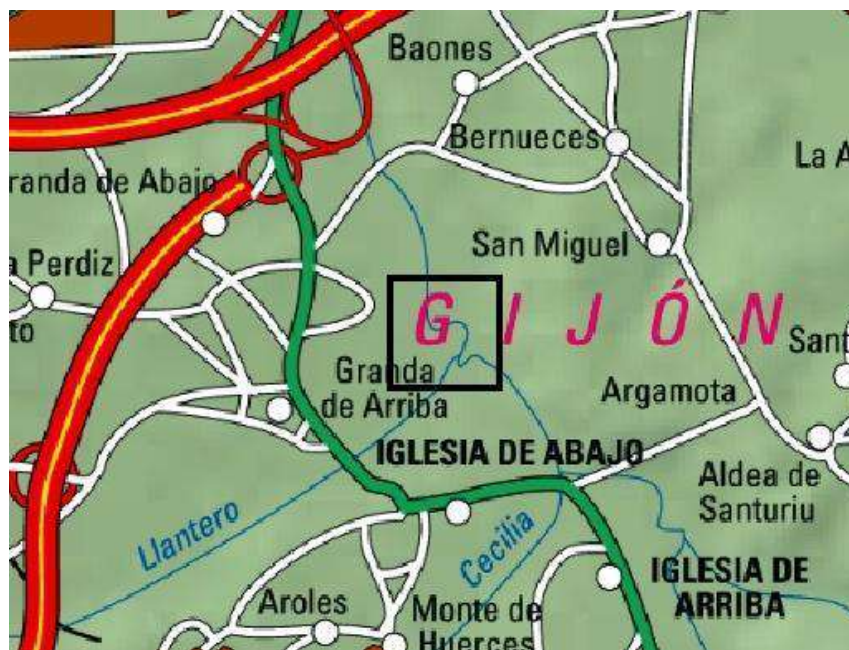 Baones
Bernueces
La A
randa de Abajo
San Miguel
a Perdiz
GIJÓN
to
Sant
Granda
de Arriba
Argamota
IGLESIA DE ABAJO
Aldea de
Santuriu
Llantero
Cecilia
IGLESIA DE
ARRIBA
Aroles
Monte de
Huerces